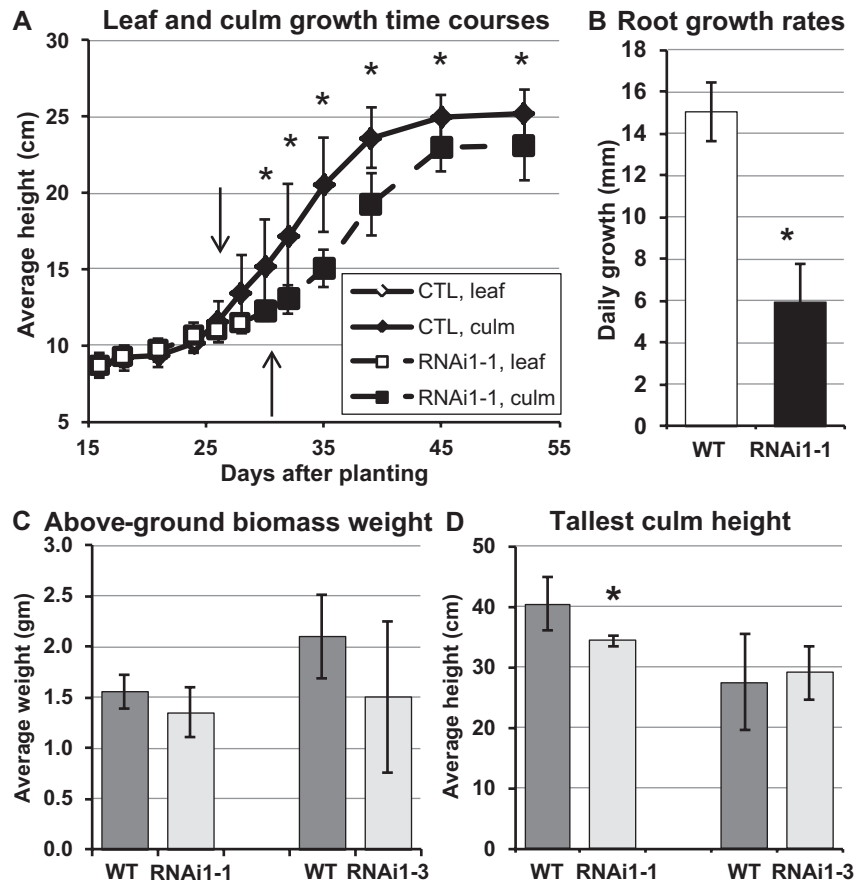 A Leaf and culm growth time courses
Average height (cm)
30
25
20
15
10
5
15 25 35 45 55
Days after planting
* * * * * * *
CTL, leaf
CTL, culm
RNAi1-1, leaf
RNAi1-1, culm
B Root growth rates
Daily growth (mm)
18
16
14
12
10
8
6
4
2
0
*
WT RNAi1-1
C Above-ground biomass weight
Average weight (gm)
3.0
2.5
2.0
1.5
1.0
0.5
0.0
WT RNAi1-1 WT RNAi1-3
D Tallest culm height
Average height (cm)
50
40
30
20
10
0
*
WT RNAi1-1 WT RNAi1-3